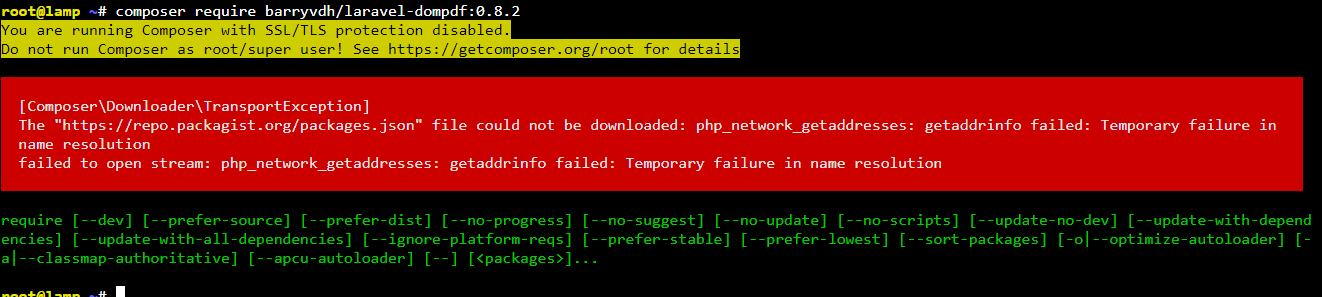 root@lamp ~# composer require barryvdh/laravel-dompdf:0.8.2
You are running Composer with SSL/TLS protection disabled.
Do not run Composer as root/super user! See https://getcomposer.org/root for details
[Composer\Downloader\TransportException]
The "https://repo.packagist.org/packages.json" file could not be downloaded: php_network_getaddresses: getaddrinfo failed: Temporary failure in
name resolution
failed to open stream: php_network_getaddresses: getaddrinfo failed: Temporary failure in name resolution
require [--dev] [--prefer-source] [--prefer-dist] [--no-progress] [--no-suggest] [--no-update] [--no-scripts] [--update-no-dev] [--update-with-depend
encies] [--update-with-all-dependencies] [--ignore-platform-reqs] [--prefer-stable] [--prefer-lowest] [--sort-packages] [-o|--optimize-autoloader] [-
a|--classmap-authoritative] [--apcu-autoloader] [--] [<packages>]...
root@lamp ~#